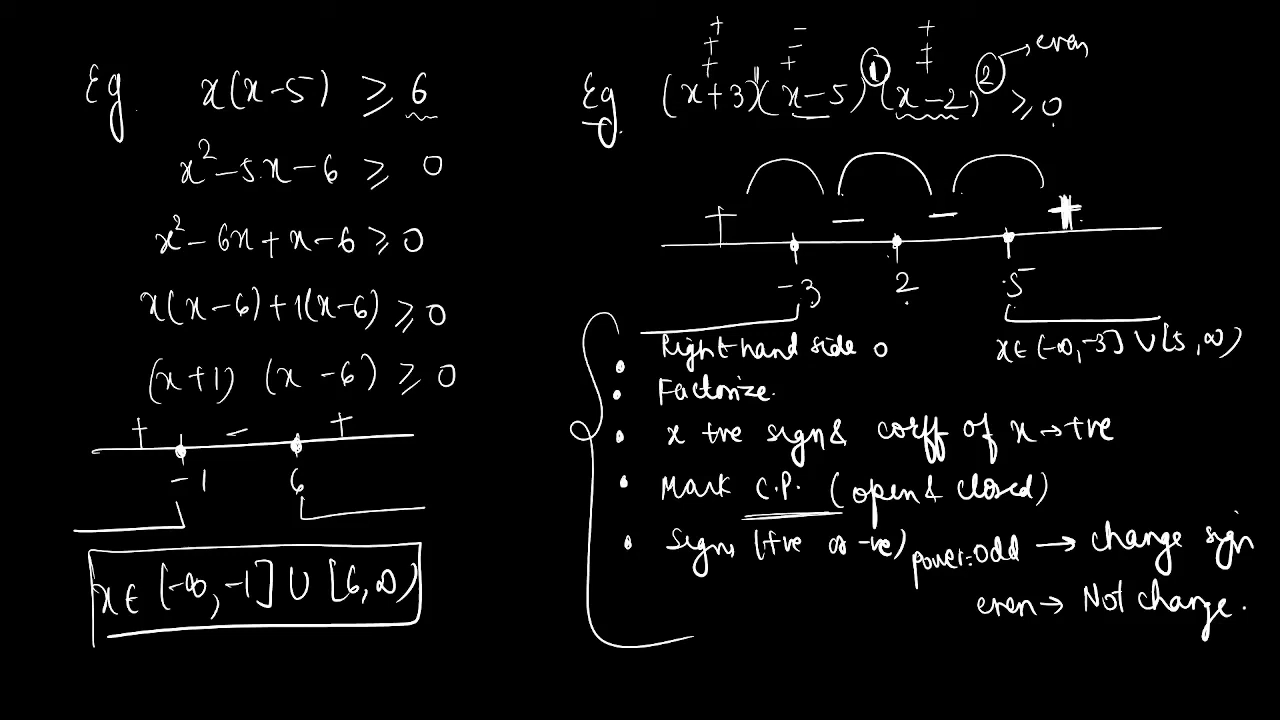 Eg. x(x-5) ≥ 6
x² - 5x - 6 ≥ 0
x² - 6x + x - 6 ≥ 0
x(x-6) + 1(x-6) ≥ 0
(x+1) (x-6) ≥ 0
+ - +
-1 6
x ∈ (-∞, -1] ∪ [6, ∞)
+ - +
+ - +
+ + + → even
Eg. (x+3)¹(x-5)¹(x-2)² ≥ 0
+ - - +
-3 2 5
x ∈ (-∞, -3] ∪ [5, ∞)
• Right hand side 0
• Factorize.
• x +ve sign & coeff of x → +ve
• Mark C.P. (open & closed)
• Signs (+ve or -ve) power=odd → change sign
even → Not change.